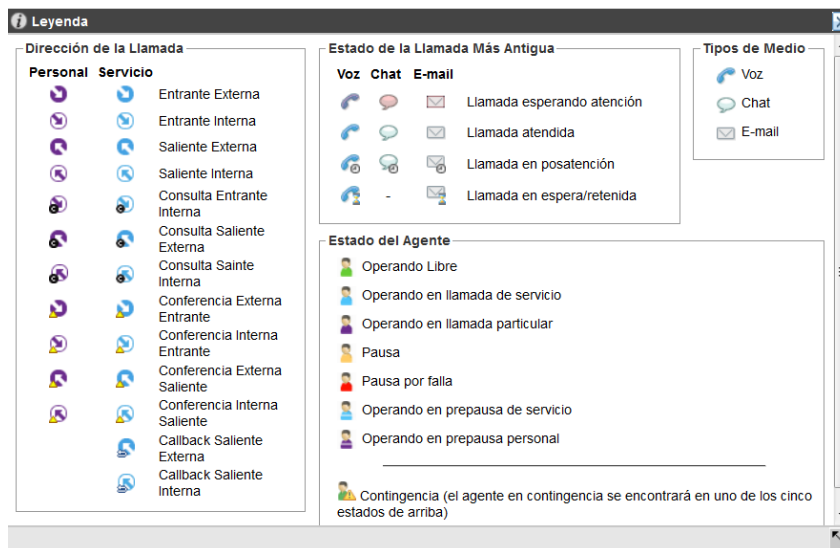 Leyenda
Dirección de la Llamada
Personal Servicio
Entrante Externa
Entrante Interna
Saliente Externa
Saliente Interna
Consulta Entrante
Interna
Consulta Saliente
Externa
Consulta Sainte
Interna
Conferencia Externa
Entrante
Conferencia Interna
Entrante
Conferencia Externa
Saliente
Conferencia Interna
Saliente
Callback Saliente
Externa
Callback Saliente
Interna
Estado de la Llamada Más Antigua
Voz Chat E-mail
Llamada esperando atención
Llamada atendida
Llamada en posatención
- Llamada en espera/retenida
Tipos de Medio
Voz
Chat
E-mail
Estado del Agente
Operando Libre
Operando en llamada de servicio
Operando en llamada particular
Pausa
Pausa por falla
Operando en prepausa de servicio
Operando en prepausa personal
Contingencia (el agente en contingencia se encontrará en uno de los cinco
estados de arriba)